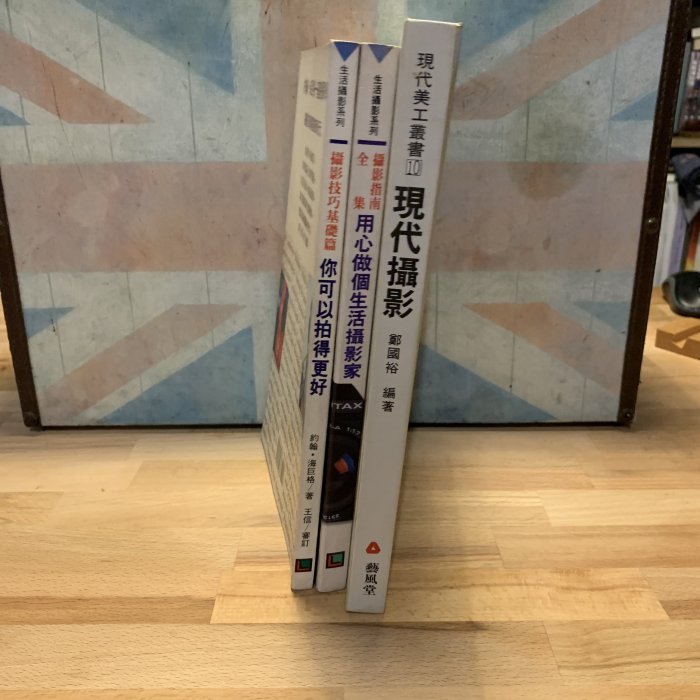 生活攝影系列
攝影技巧基礎篇
你可以拍得更好
約翰・海巨格/著 王信/審訂
生活攝影系列
攝影指南
全集
用心做個生活攝影家
TAX
現代美工叢書10
現代攝影
鄭國裕 編著
藝風堂